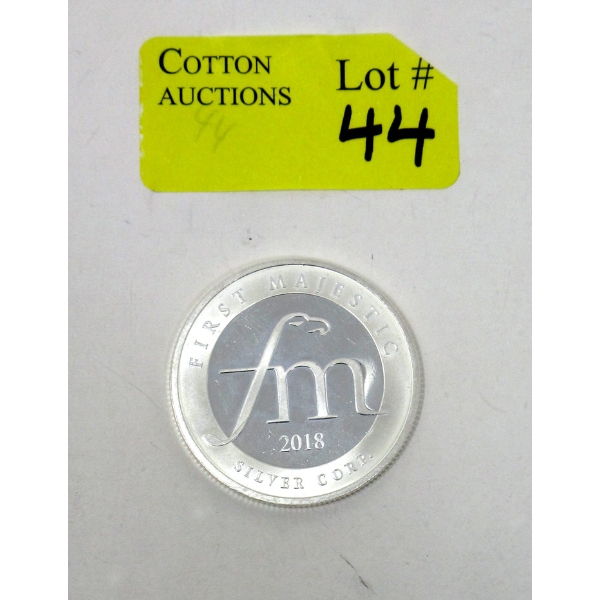 COTTON
AUCTIONS
44
Lot #
44
FIRST MAJESTIC
fm
2018
SILVER CORP.